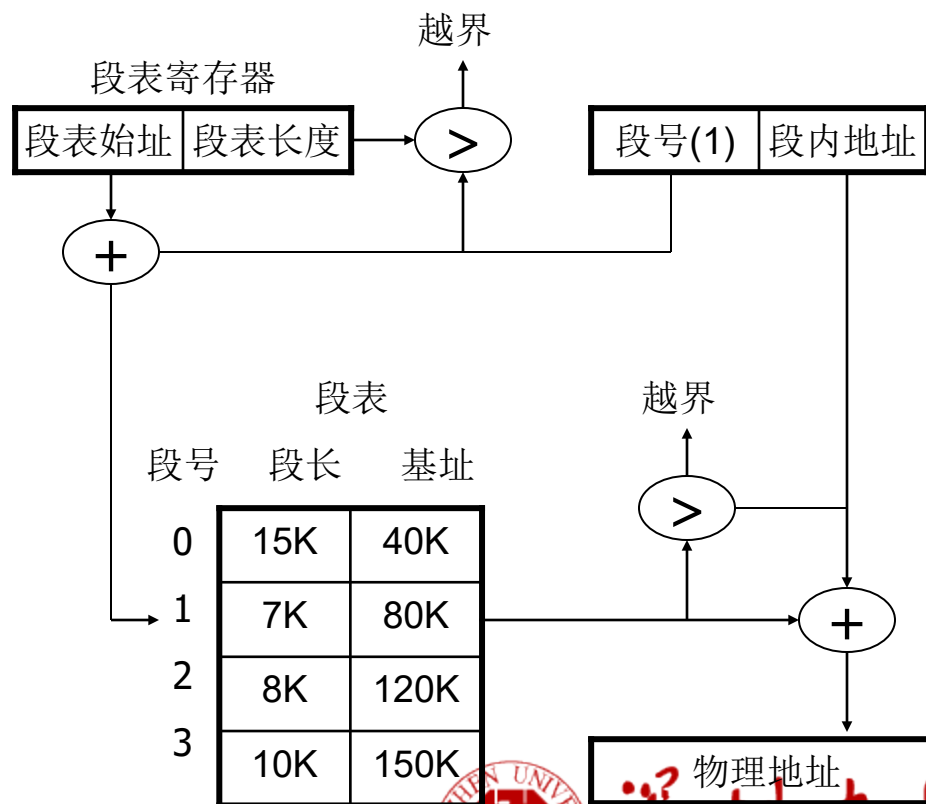 越界
段表寄存器
段表始址 段表长度 > 段号(1) 段内地址
+
段表 越界
段号 段长 基址
>
0 15K 40K
1 7K 80K
+
2 8K 120K
3 10K 150K
物理地址